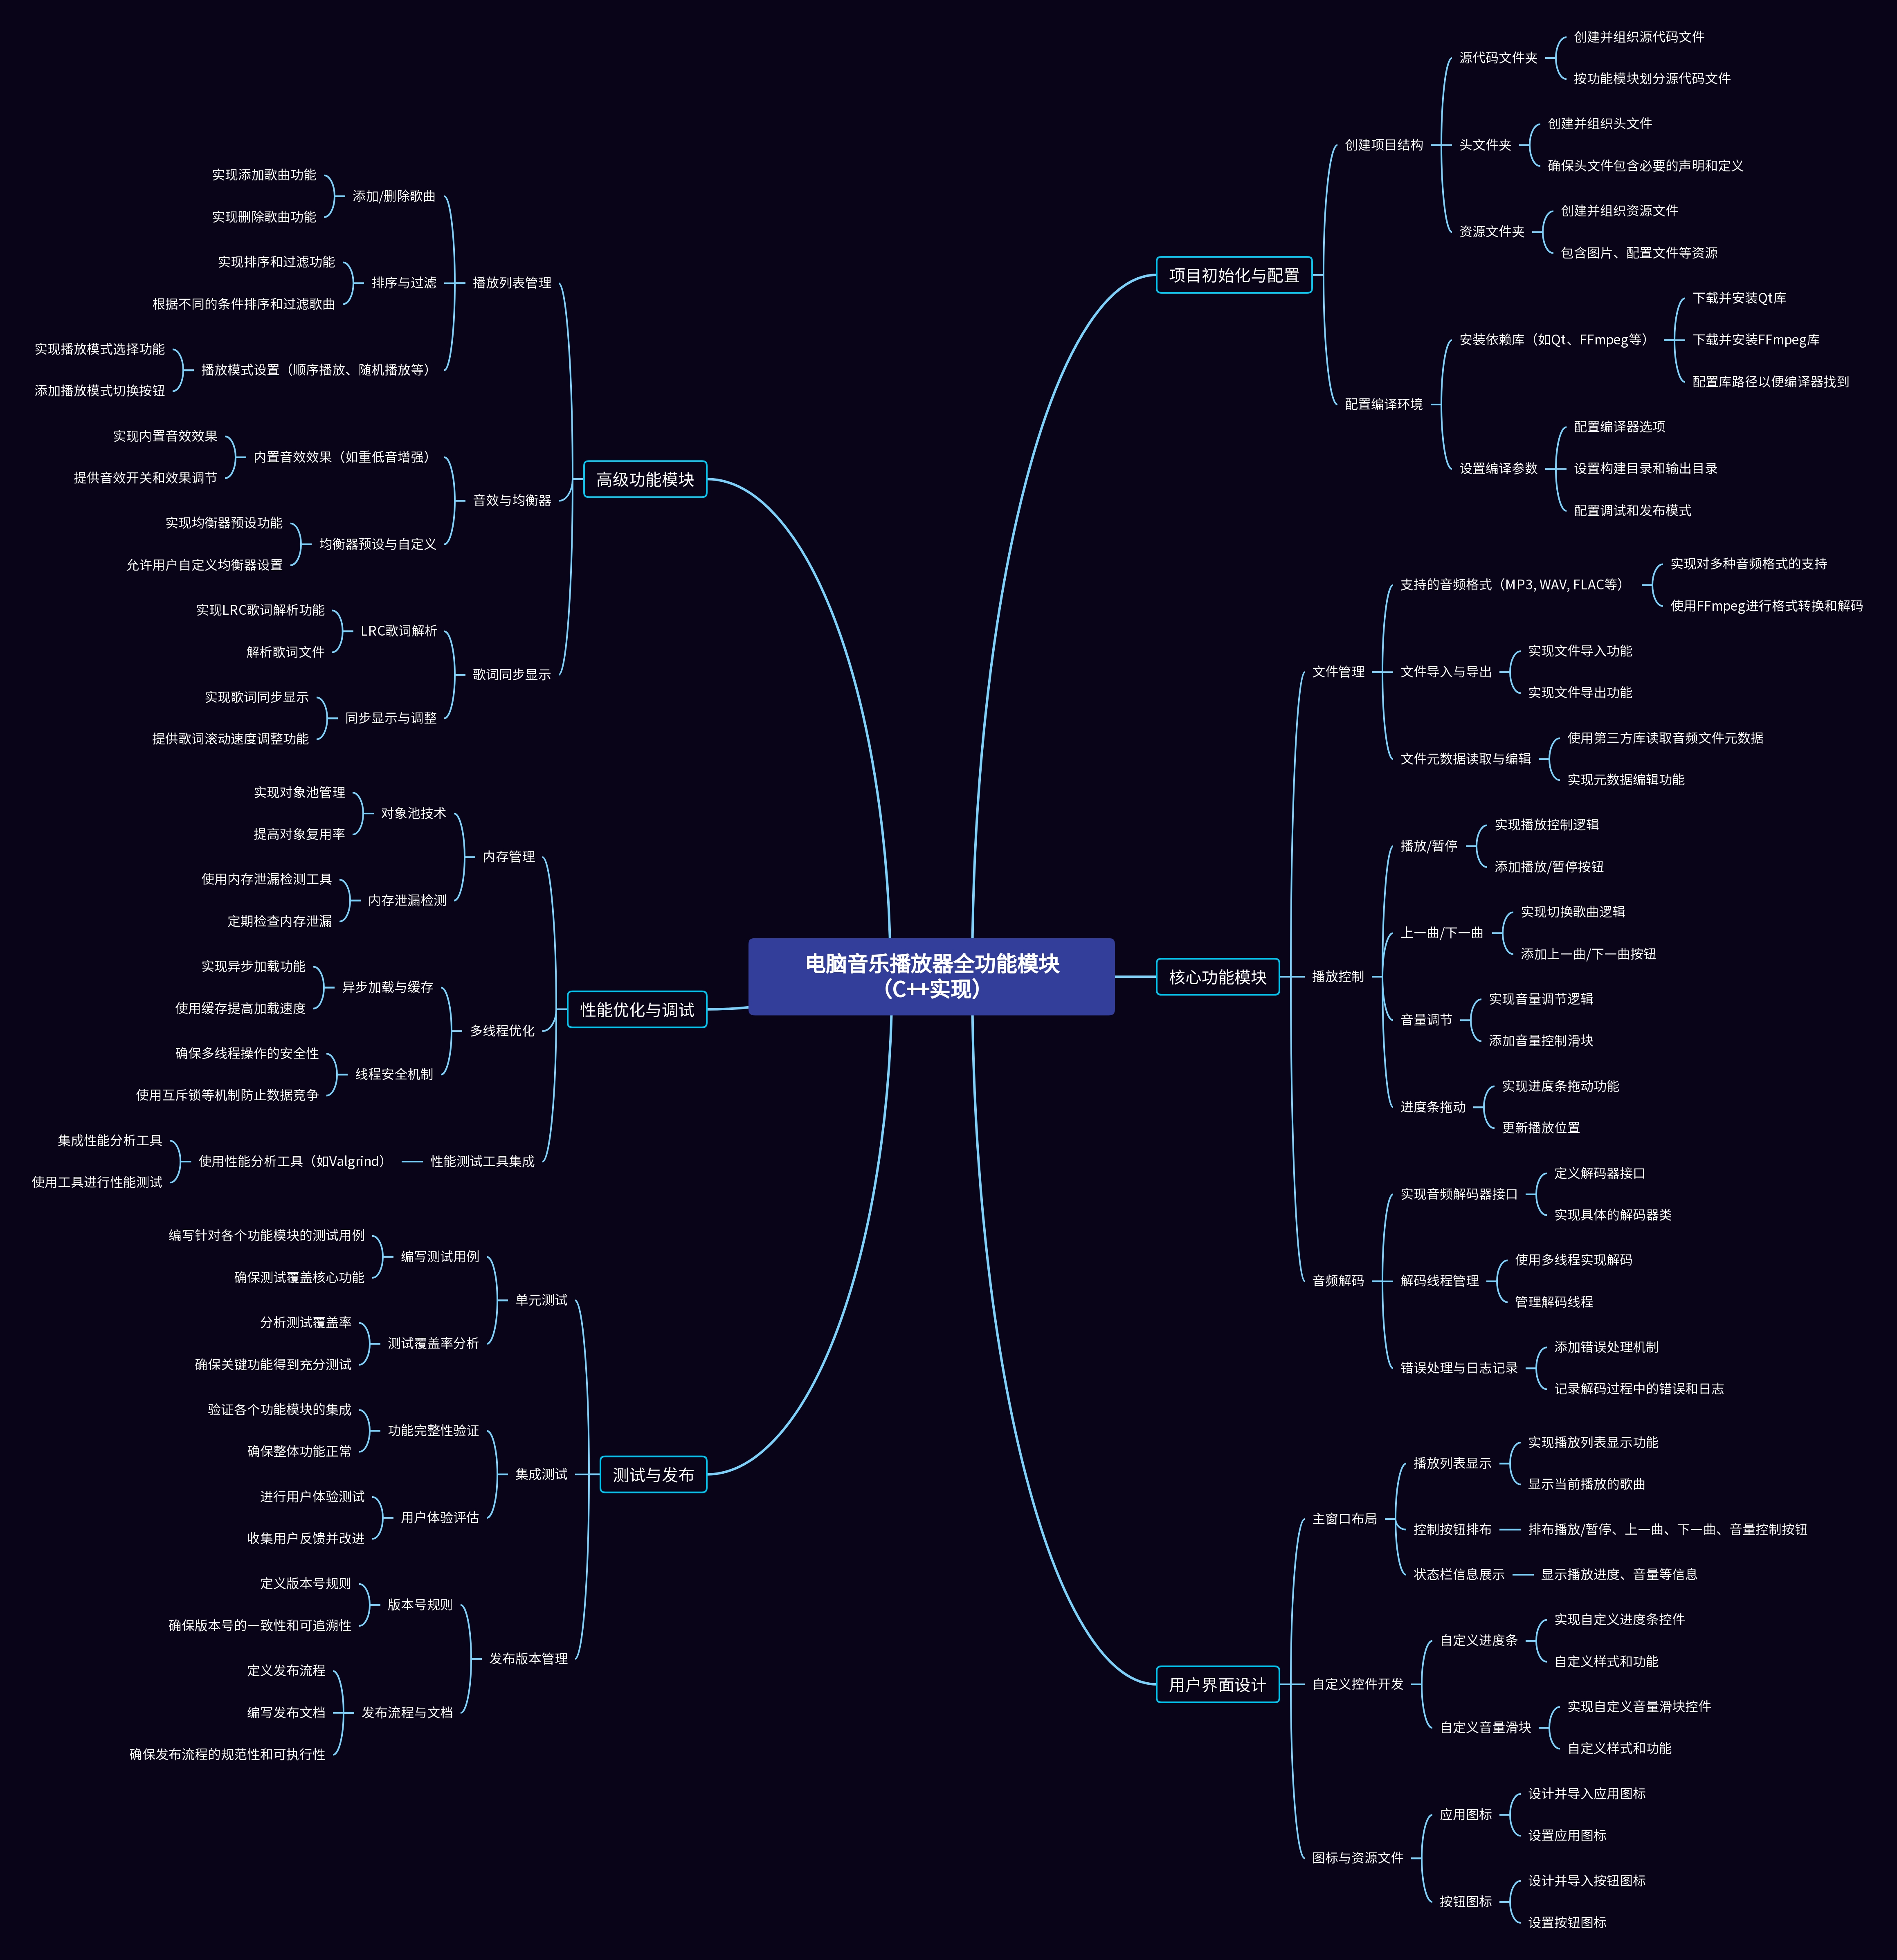 电脑音乐播放器全功能模块
（C++实现）
项目初始化与配置
创建项目结构
源代码文件夹
创建并组织源代码文件
按功能模块划分源代码文件
头文件夹
创建并组织头文件
确保头文件包含必要的声明和定义
资源文件夹
创建并组织资源文件
包含图片、配置文件等资源
配置编译环境
安装依赖库（如Qt、FFmpeg等）
下载并安装Qt库
下载并安装FFmpeg库
配置库路径以便编译器找到
设置编译参数
配置编译器选项
设置构建目录和输出目录
配置调试和发布模式
核心功能模块
文件管理
支持的音频格式（MP3, WAV, FLAC等）
实现对多种音频格式的支持
使用FFmpeg进行格式转换和解码
文件导入与导出
实现文件导入功能
实现文件导出功能
文件元数据读取与编辑
使用第三方库读取音频文件元数据
实现元数据编辑功能
播放控制
播放/暂停
实现播放控制逻辑
添加播放/暂停按钮
上一曲/下一曲
实现切换歌曲逻辑
添加上一曲/下一曲按钮
音量调节
实现音量调节逻辑
添加音量控制滑块
进度条拖动
实现进度条拖动功能
更新播放位置
音频解码
实现音频解码器接口
定义解码器接口
实现具体的解码器类
解码线程管理
使用多线程实现解码
管理解码线程
错误处理与日志记录
添加错误处理机制
记录解码过程中的错误和日志
用户界面设计
主窗口布局
播放列表显示
实现播放列表显示功能
显示当前播放的歌曲
控制按钮排布
排布播放/暂停、上一曲、下一曲、音量控制按钮
状态栏信息展示
显示播放进度、音量等信息
自定义控件开发
自定义进度条
实现自定义进度条控件
自定义样式和功能
自定义音量滑块
实现自定义音量滑块控件
自定义样式和功能
图标与资源文件
应用图标
设计并导入应用图标
设置应用图标
按钮图标
设计并导入按钮图标
设置按钮图标
高级功能模块
播放列表管理
添加/删除歌曲
实现添加歌曲功能
实现删除歌曲功能
排序与过滤
实现排序和过滤功能
根据不同的条件排序和过滤歌曲
播放模式设置（顺序播放、随机播放等）
实现播放模式选择功能
添加播放模式切换按钮
音效与均衡器
内置音效效果（如重低音增强）
实现内置音效效果
提供音效开关和效果调节
均衡器预设与自定义
实现均衡器预设功能
允许用户自定义均衡器设置
歌词同步显示
LRC歌词解析
实现LRC歌词解析功能
解析歌词文件
同步显示与调整
实现歌词同步显示
提供歌词滚动速度调整功能
性能优化与调试
内存管理
对象池技术
实现对象池管理
提高对象复用率
内存泄漏检测
使用内存泄漏检测工具
定期检查内存泄漏
多线程优化
异步加载与缓存
实现异步加载功能
使用缓存提高加载速度
线程安全机制
确保多线程操作的安全性
使用互斥锁等机制防止数据竞争
性能测试工具集成
使用性能分析工具（如Valgrind）
集成性能分析工具
使用工具进行性能测试
测试与发布
单元测试
编写测试用例
编写针对各个功能模块的测试用例
确保测试覆盖核心功能
测试覆盖率分析
分析测试覆盖率
确保关键功能得到充分测试
集成测试
功能完整性验证
验证各个功能模块的集成
确保整体功能正常
用户体验评估
进行用户体验测试
收集用户反馈并改进
发布版本管理
版本号规则
定义版本号规则
确保版本号的一致性和可追溯性
发布流程与文档
定义发布流程
编写发布文档
确保发布流程的规范性和可执行性